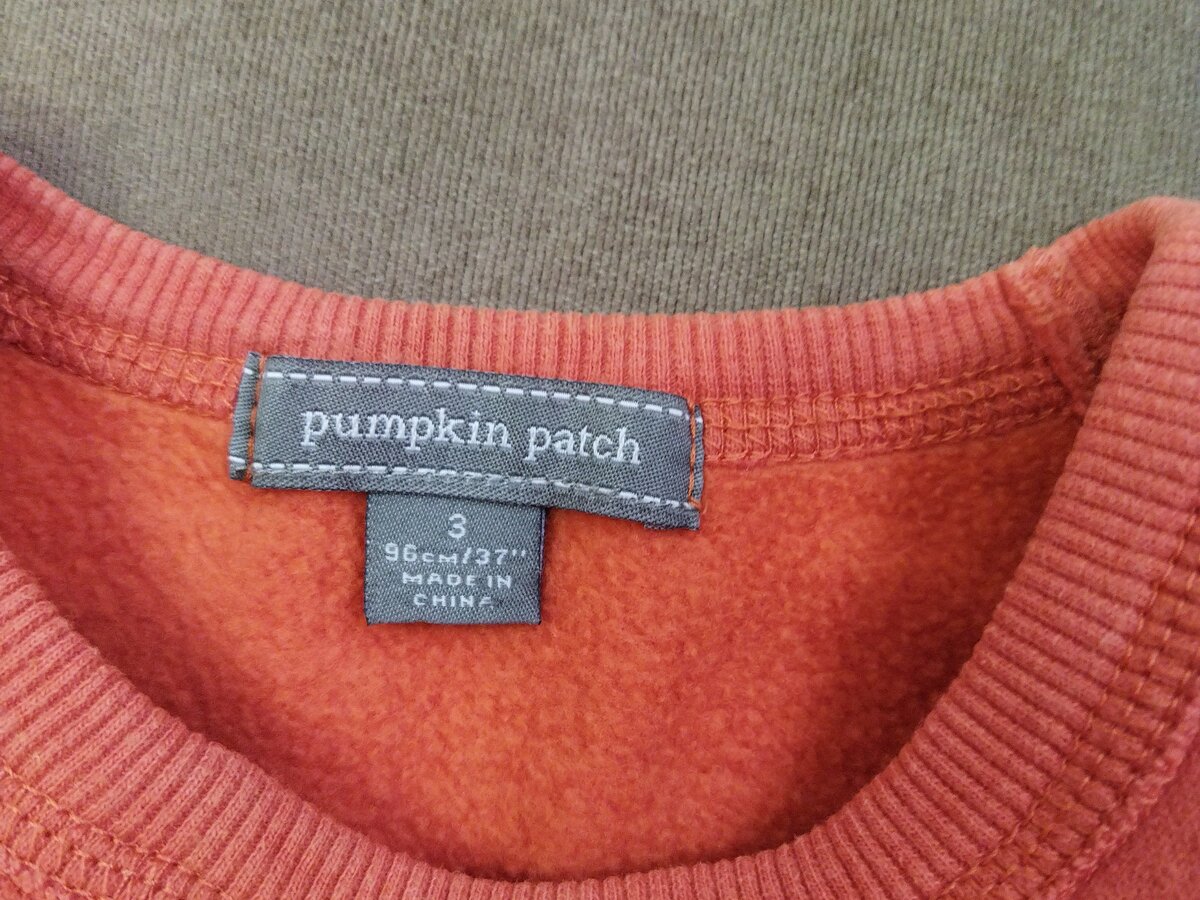 pumpkin patch
3
96cm/37"
MADE IN
CHINA